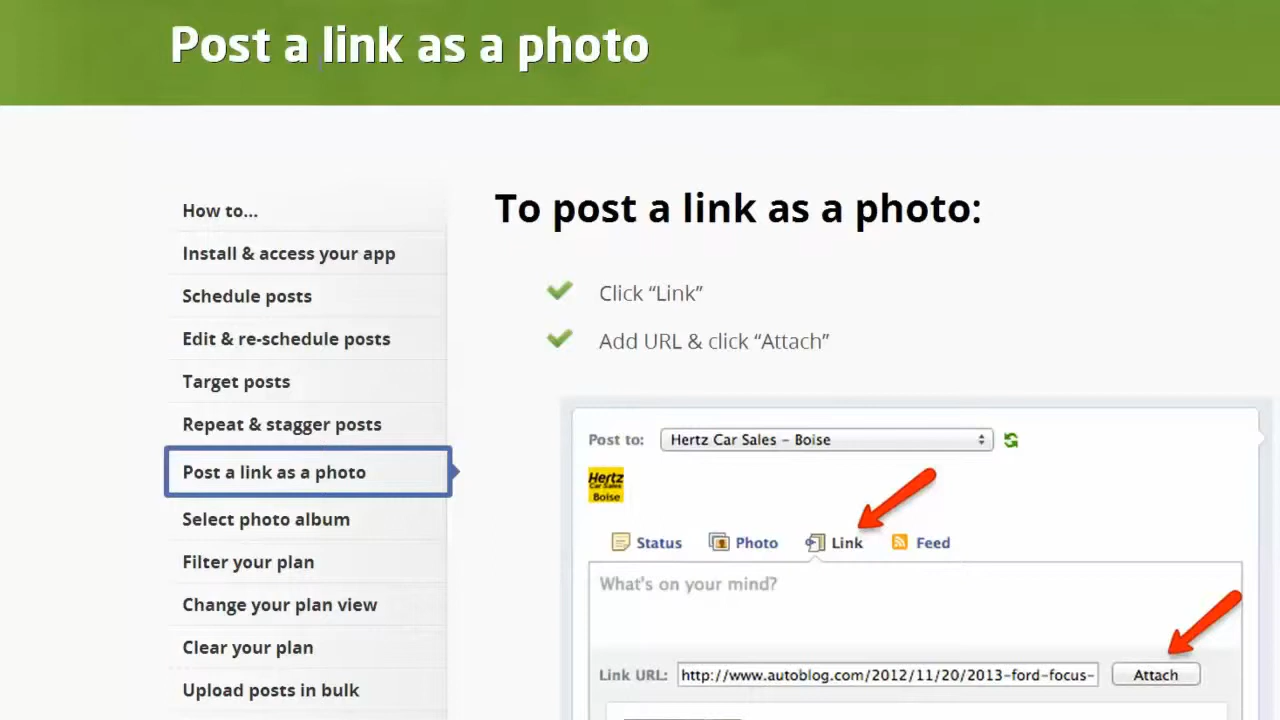 Post a link as a photo
How to...
Install & access your app
Schedule posts
Edit & re-schedule posts
Target posts
Repeat & stagger posts
Post a link as a photo
Select photo album
Filter your plan
Change your plan view
Clear your plan
Upload posts in bulk
To post a link as a photo:
Click “Link”
Add URL & click “Attach”
Post to: Hertz Car Sales – Boise
Hertz
Car Sales
Boise
Status Photo Link Feed
What's on your mind?
Link URL: http://www.autoblog.com/2012/11/20/2013-ford-focus- Attach